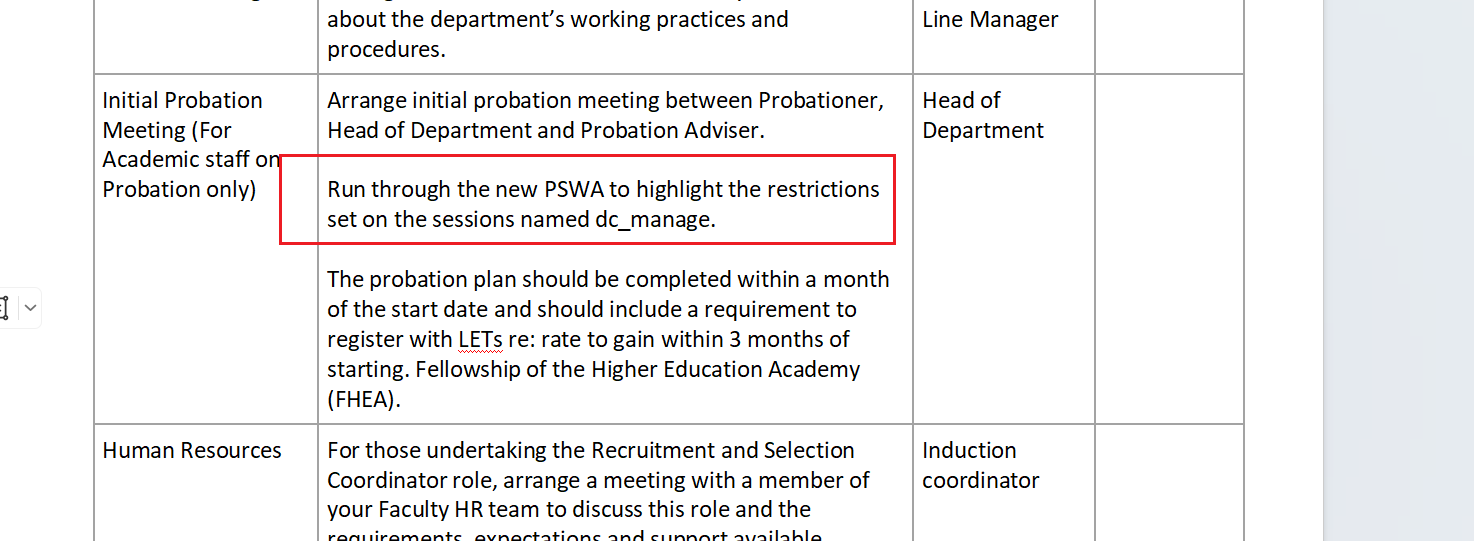 about the department’s working practices and
procedures.
Line Manager
Initial Probation
Meeting (For
Academic staff on
Probation only)
Arrange initial probation meeting between Probationer,
Head of Department and Probation Adviser.
Run through the new PSWA to highlight the restrictions
set on the sessions named dc_manage.
The probation plan should be completed within a month
of the start date and should include a requirement to
register with LETs re: rate to gain within 3 months of
starting. Fellowship of the Higher Education Academy
(FHEA).
Head of
Department
Human Resources
For those undertaking the Recruitment and Selection
Coordinator role, arrange a meeting with a member of
your Faculty HR team to discuss this role and the
requirements, expectations and support available
Induction
coordinator